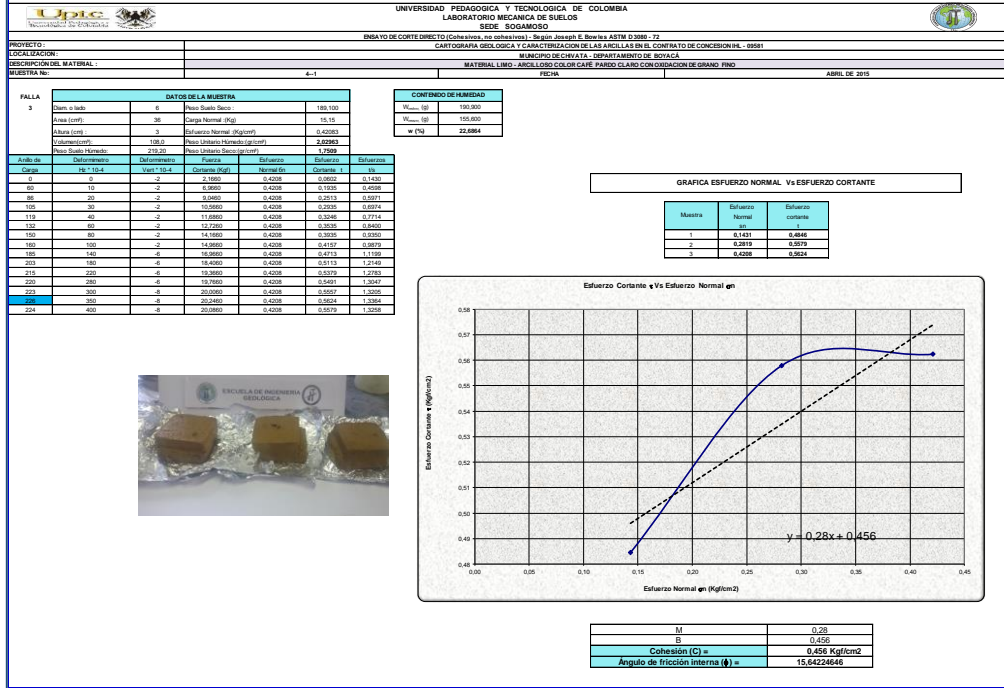 Uptc
Universidad Pedagógica y
Tecnológica de Colombia
UNIVERSIDAD PEDAGOGICA Y TECNOLOGICA DE COLOMBIA
LABORATORIO MECANICA DE SUELOS
SEDE SOGAMOSO
ENSAYO DE CORTE DIRECTO (Cohesivos, no cohesivos) - Según Joseph E. Bowles ASTM D 3080 - 72
PROYECTO : CARTOGRAFIA GEOLOGICA Y CARACTERIZACION DE LAS ARCILLAS EN EL CONTRATO DE CONCESION IHL - 09581
LOCALIZACION : MUNICIPIO DE CHIVATA - DEPARTAMENTO DE BOYACÁ
DESCRIPCIÓN DEL MATERIAL : MATERIAL LIMO - ARCILLOSO COLOR CAFÉ PARDO CLARO CON OXIDACION DE GRANO FINO
MUESTRA No: 4--1 FECHA ABRIL DE 2015
FALLA DATOS DE LA MUESTRA CONTENIDO DE HUMEDAD
3 Diam. o lado 6 Peso Suelo Seco : 189,100 (g) 190,900
Area (cm²): 36 Carga Normal :(Kg) 15,15 (g) 155,600
Altura (cm) : 3 Esfuerzo Normal :(Kg/cm²) 0,42083 w (%) 22,6864
Volumen(cm³): 108,0 Peso Unitario Húmedo:(gr/cm³) 2,02963
Peso Suelo Húmedo: 219,20 Peso Unitario Seco:(gr/cm³) 1,7509
Anillo de Deformimetro Deformimetro Fuerza Esfuerzo Esfuerzo Esfuerzos
Carga Hz * 10-4 Vert * 10-4 Cortante (Kgf) Normal бn Cortante τ τ/s
0 0 -2 2,1660 0,4208 0,0602 0,1430
60 10 -2 6,9660 0,4208 0,1935 0,4598
86 20 -2 9,0460 0,4208 0,2513 0,5971
105 30 -2 10,5660 0,4208 0,2935 0,6974
119 40 -2 11,6860 0,4208 0,3246 0,7714
132 60 -2 12,7260 0,4208 0,3535 0,8400
150 80 -2 14,1660 0,4208 0,3935 0,9350
160 100 -2 14,9660 0,4208 0,4157 0,9879
185 140 -6 16,9660 0,4208 0,4713 1,1199
203 180 -6 18,4060 0,4208 0,5113 1,2149
215 220 -6 19,3660 0,4208 0,5379 1,2783
220 280 -6 19,7660 0,4208 0,5491 1,3047
223 300 -8 20,0060 0,4208 0,5557 1,3205
226 350 -8 20,2460 0,4208 0,5624 1,3364
224 400 -8 20,0860 0,4208 0,5579 1,3258
GRAFICA ESFUERZO NORMAL Vs ESFUERZO CORTANTE
Muestra Esfuerzo Normal sn Esfuerzo cortante t
1 0,1431 0,4846
2 0,2819 0,5579
3 0,4208 0,5624
ESCUELA DE INGENIERÍA
GEOLÓGICA
Esfuerzo Cortante τ Vs Esfuerzo Normal σn
Esfuerzo Cortante τ (Kgf/cm2)
0,58
0,57
0,56
0,55
0,54
0,53
0,52
0,51
0,50
0,49
0,48
y = 0,28x + 0,456
0,00 0,05 0,10 0,15 0,20 0,25 0,30 0,35 0,40 0,45
Esfuerzo Normal σn (Kgf/cm2)
M 0,28
B 0,456
Cohesión (C) = 0,456 Kgf/cm2
Ángulo de fricción interna (ϕ) = 15,64224646